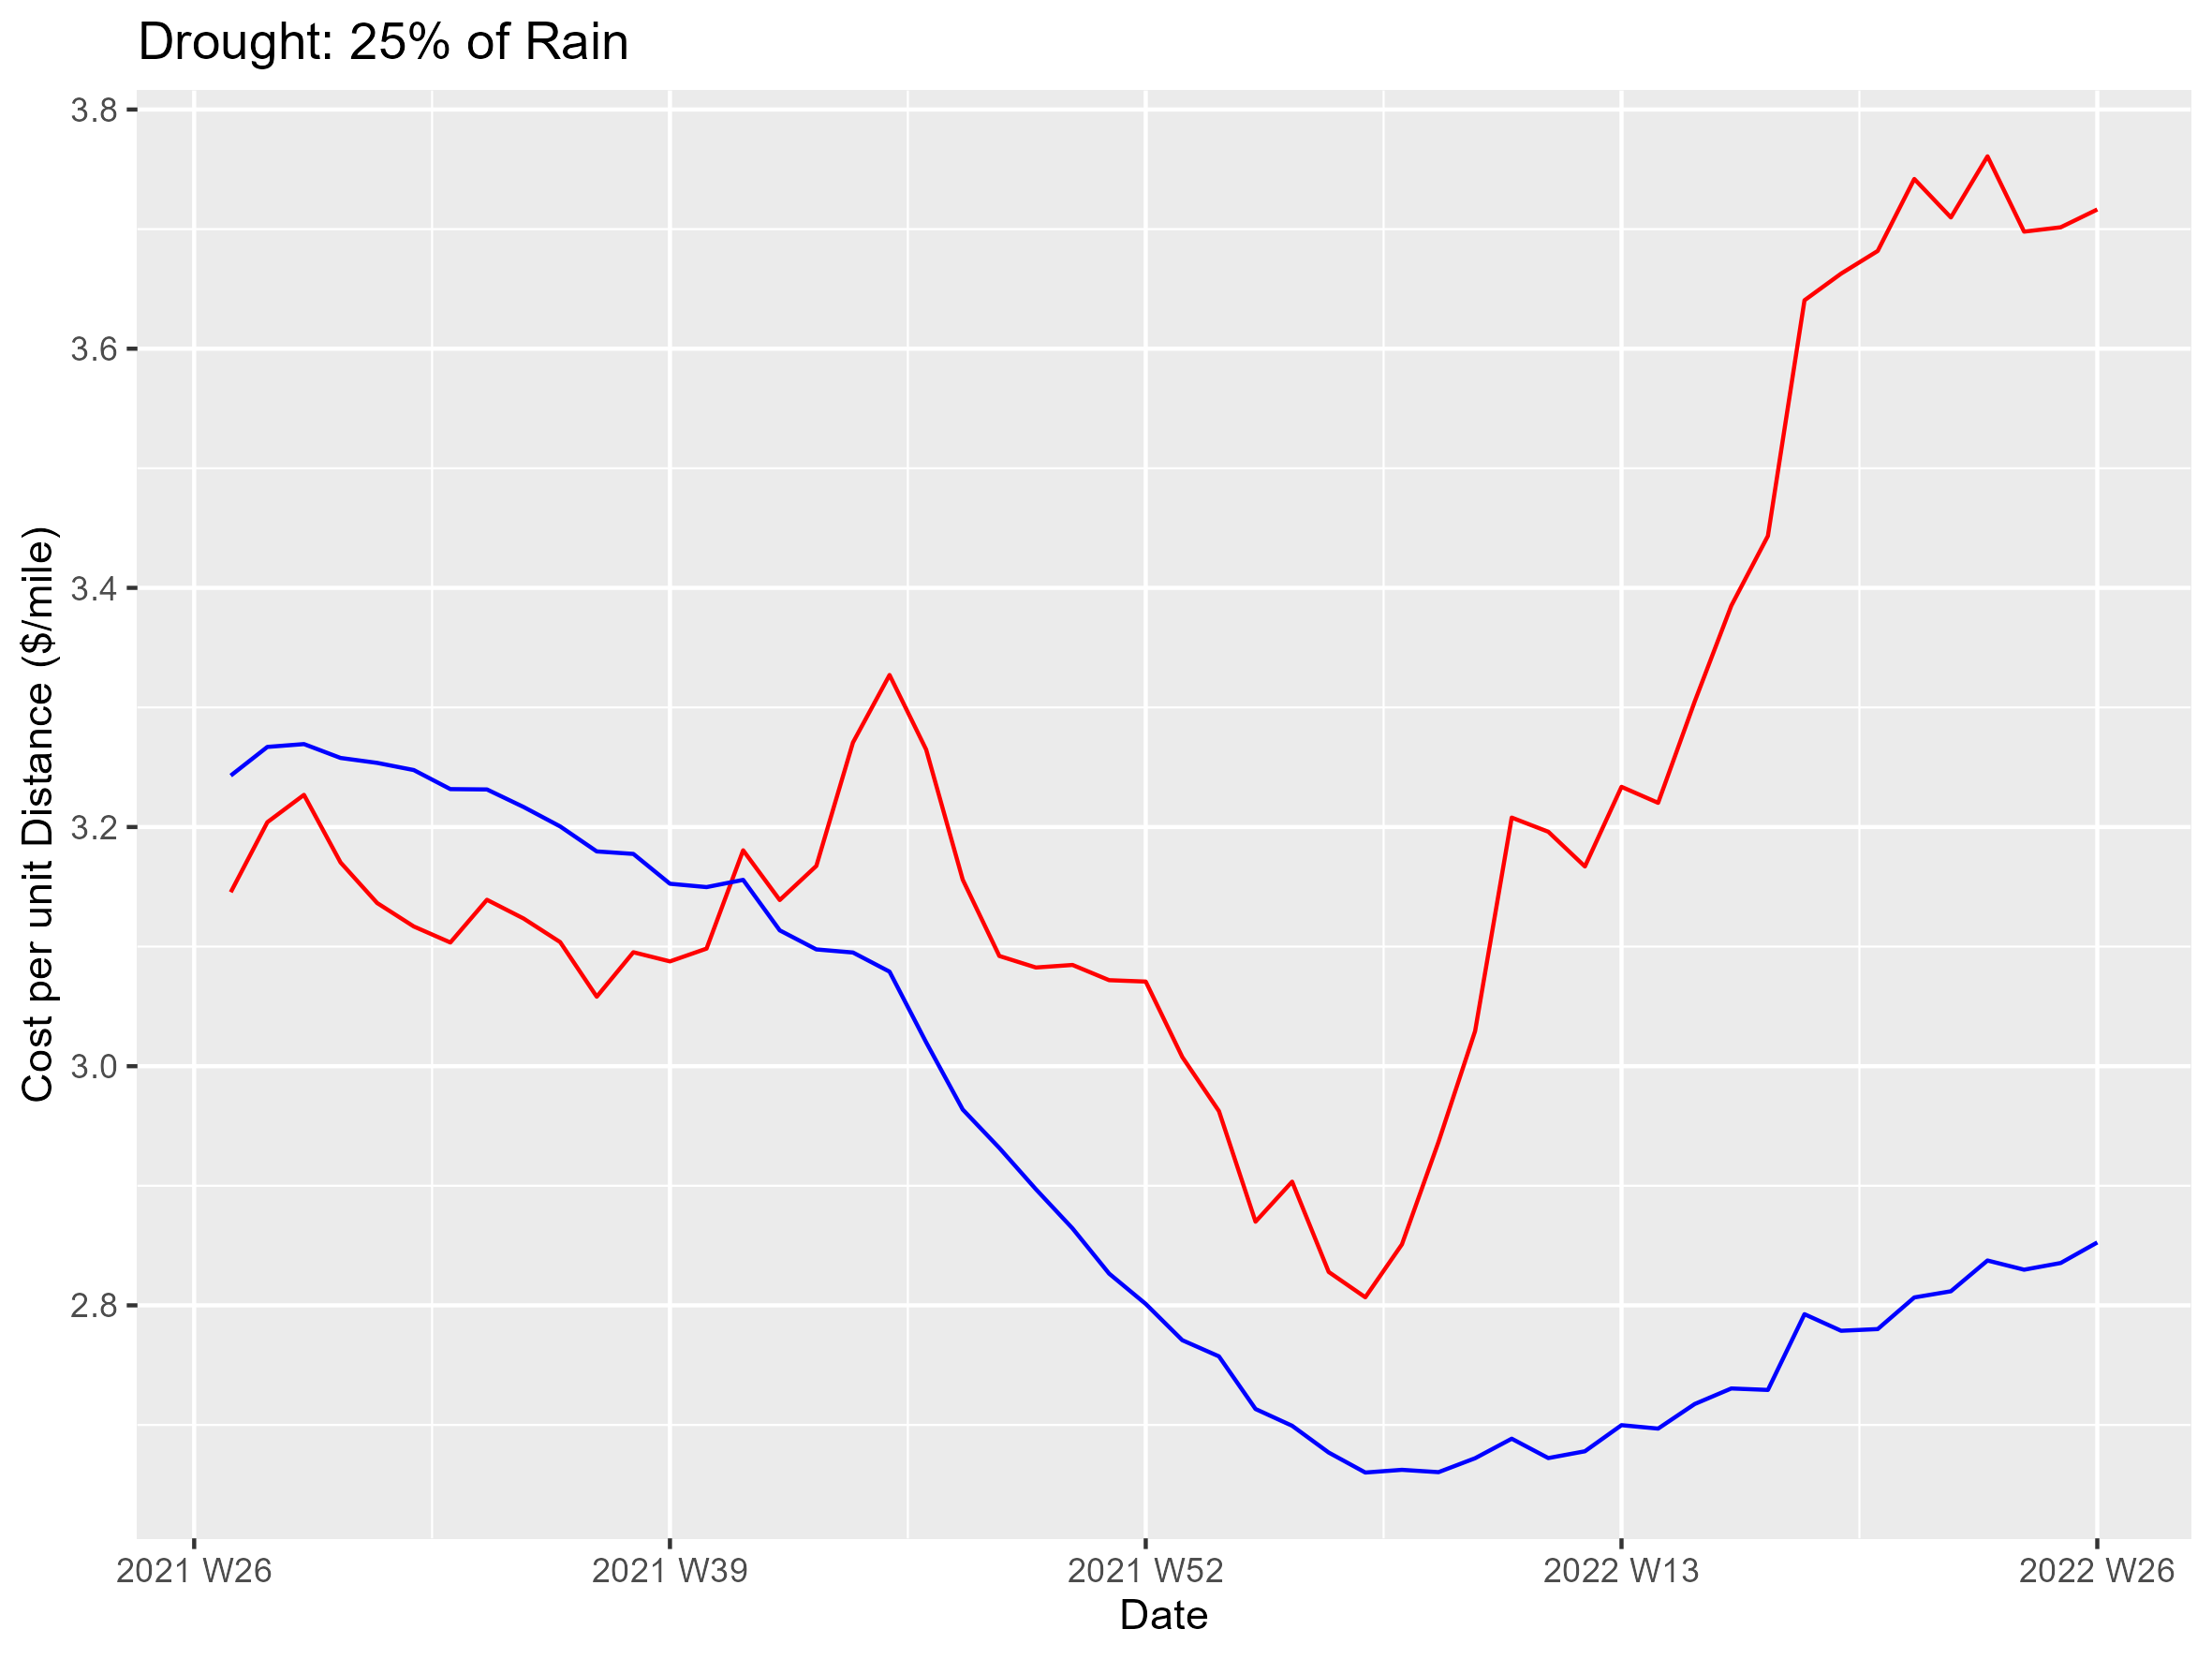 Drought: 25% of Rain
3.8
3.6
3.4
3.2
3.0
2.8
Cost per unit Distance ($/mile)
2021 W26
2021 W39
2021 W52
2022 W13
2022 W26
Date